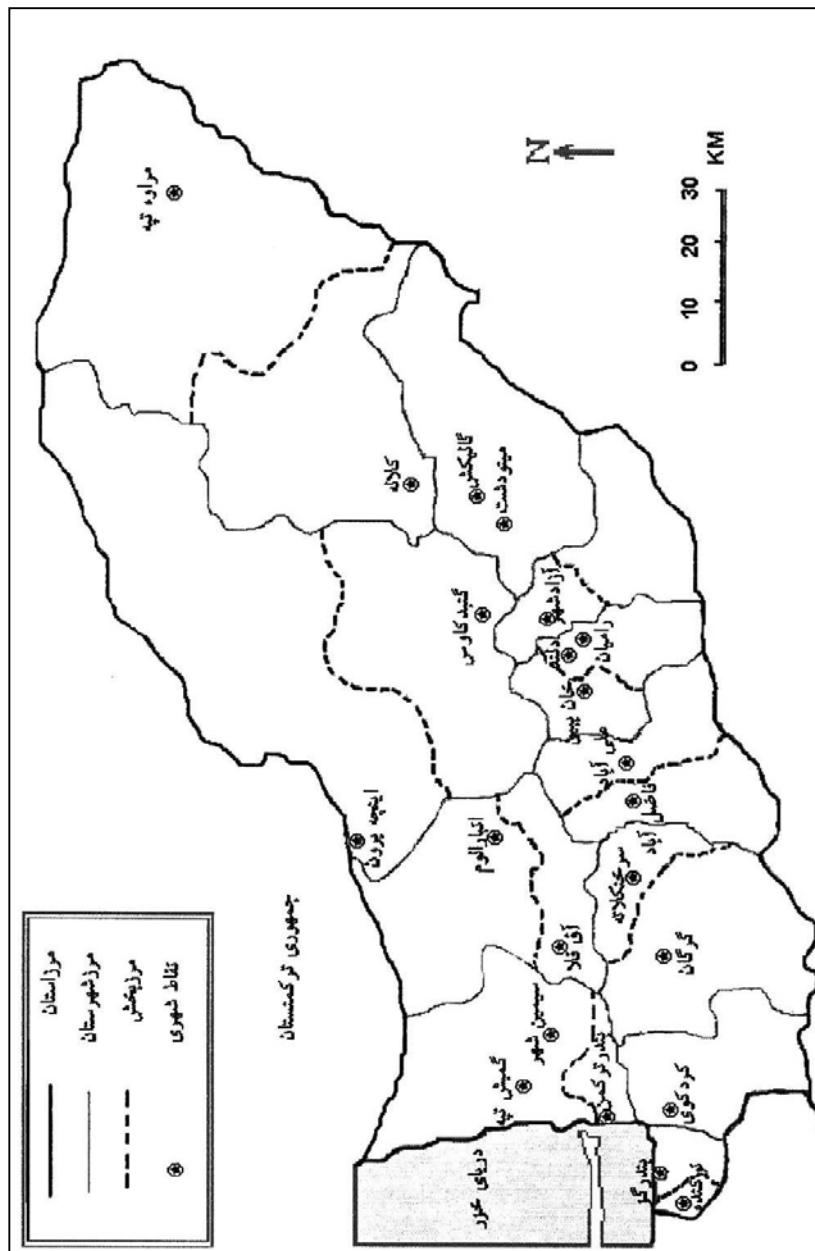 مرز استان
مرز شهرستان
مرز بخش
نقاط شهری
جمهوری ترکمنستان
دریای خزر
N
0 10 20 30 KM
مراوه تپه
کلاله
گالیکش
مینودشت
گنبد کاوس
آزادشهر
رامیان
خان ببین
علی آباد
فاضل آباد
سرخنکلاته
گرگان
اینچه برون
انبارالوم
آق قلا
سیمین شهر
گمیش تپه
بندر ترکمن
کردکوی
بندرگز
نوکنده